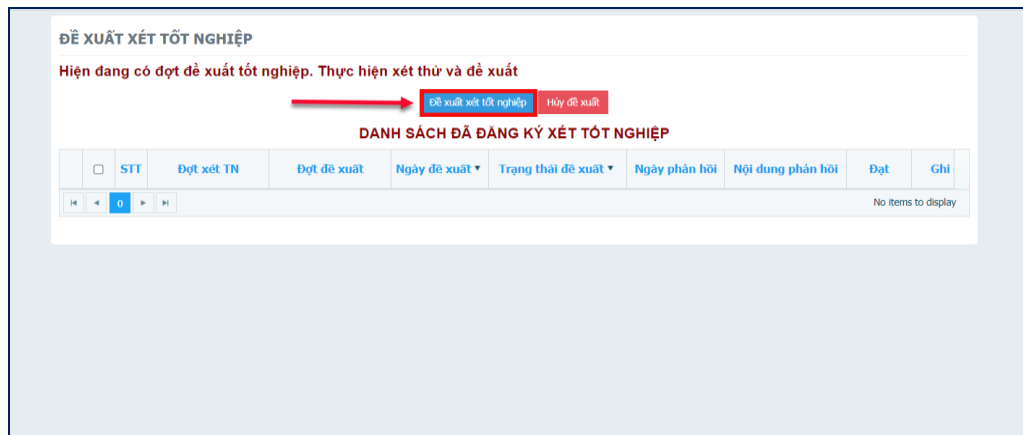 ĐỀ XUẤT XÉT TỐT NGHIỆP
Hiện đang có đợt đề xuất tốt nghiệp. Thực hiện xét thử và đề xuất
Đề xuất xét tốt nghiệp Hủy đề xuất
DANH SÁCH ĐÃ ĐĂNG KÝ XÉT TỐT NGHIỆP
STT Đợt xét TN Đợt đề xuất Ngày đề xuất Trạng thái đề xuất Ngày phản hồi Nội dung phản hồi Đạt Ghi
0 No items to display